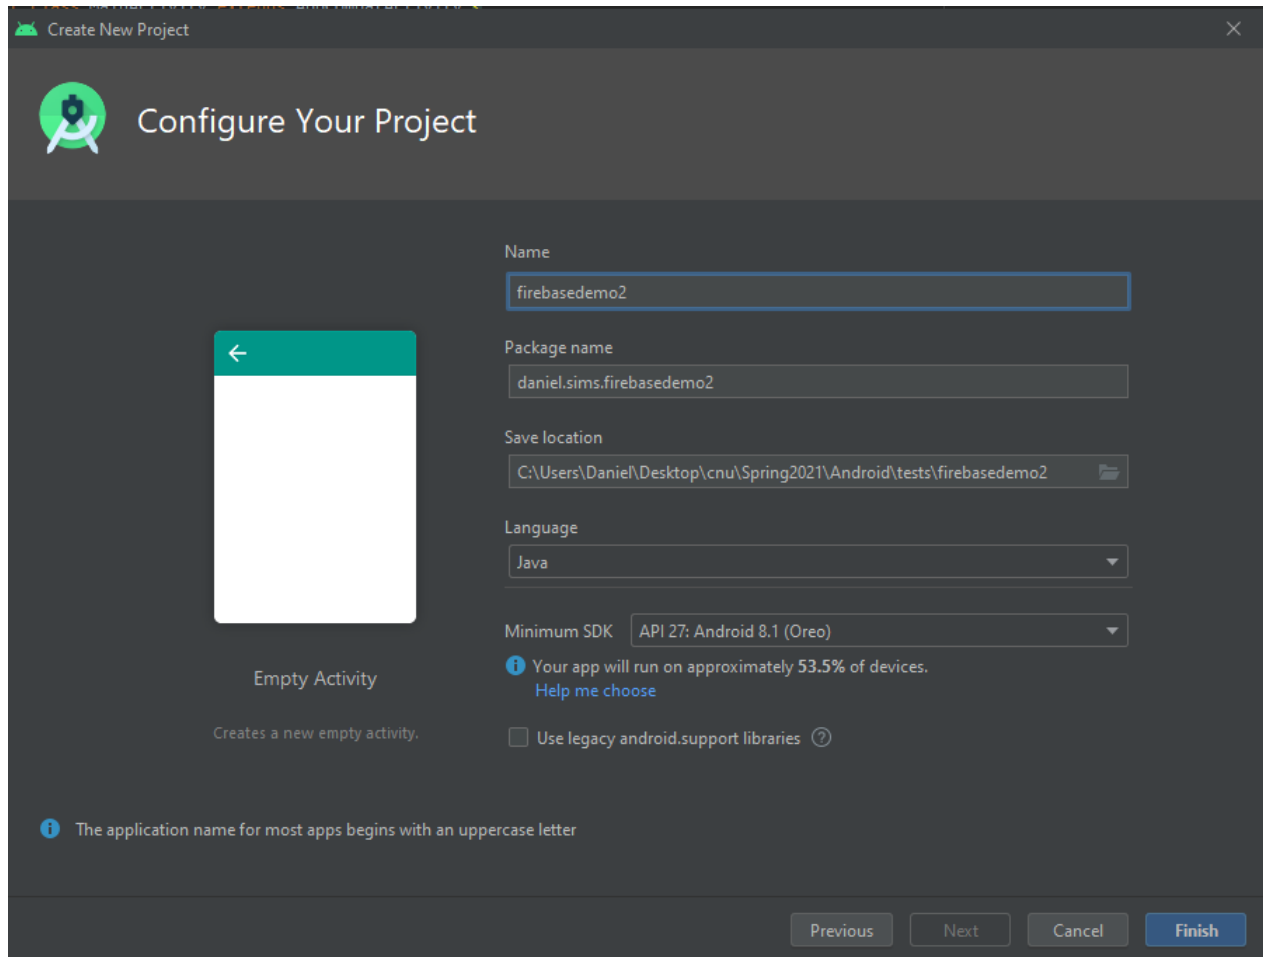 Create New Project
Configure Your Project
Name
firebasedemo2
Package name
daniel.sims.firebasedemo2
Save location
C:\Users\Daniel\Desktop\cnu\Spring2021\Android\tests\firebasedemo2
Language
Java
Minimum SDK API 27: Android 8.1 (Oreo)
Your app will run on approximately 53.5% of devices.
Help me choose
Use legacy android.support libraries ?
Empty Activity
Creates a new empty activity.
The application name for most apps begins with an uppercase letter
Previous Next Cancel Finish